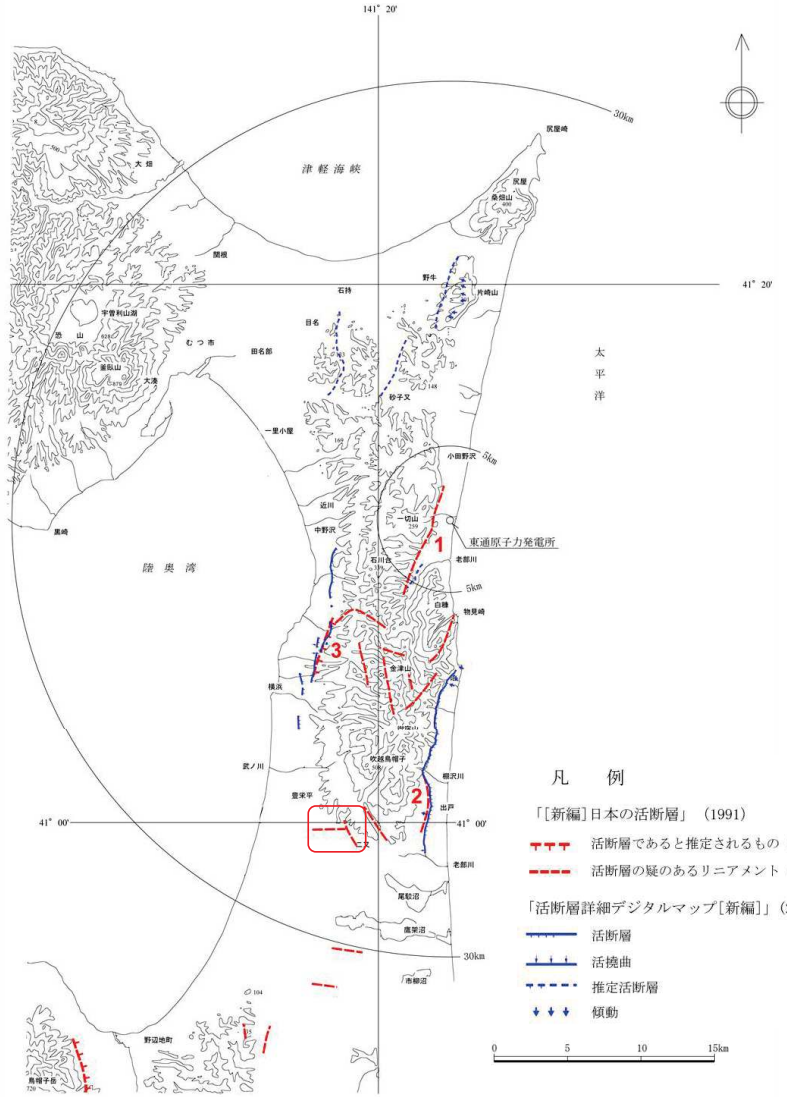 141° 20'
30km
尻屋崎
大畑
500
津軽海峡
尻屋
桑畑山
400
関根
野牛
石持
41° 20'
片崎山
宇曽利山湖
目名
恐山
828
むつ市
田名部
釜臥山
879
大湊
太平洋
148
砂子又
一里小屋
169
小田野沢
5km
近川
一切山
259
黒崎
中野沢
1
東通原子力発電所
石川台
老部川
陸奥湾
5km
白糠
物見崎
3
金津山
横浜
吹越烏帽子
508
武ノ川
棚沢川
豊栄平
2
出戸
41° 00'
41° 00'
二又
老部川
尾駮沼
鷹架沼
30km
市柳沼
104
野辺地町
烏帽子岳
720
凡例
「[新編]日本の活断層」(1991)
活断層であると推定されるもの
活断層の疑のあるリニアメント
「活断層詳細デジタルマップ[新編]」(
活断層
活撓曲
推定活断層
傾動
0 5 10 15km